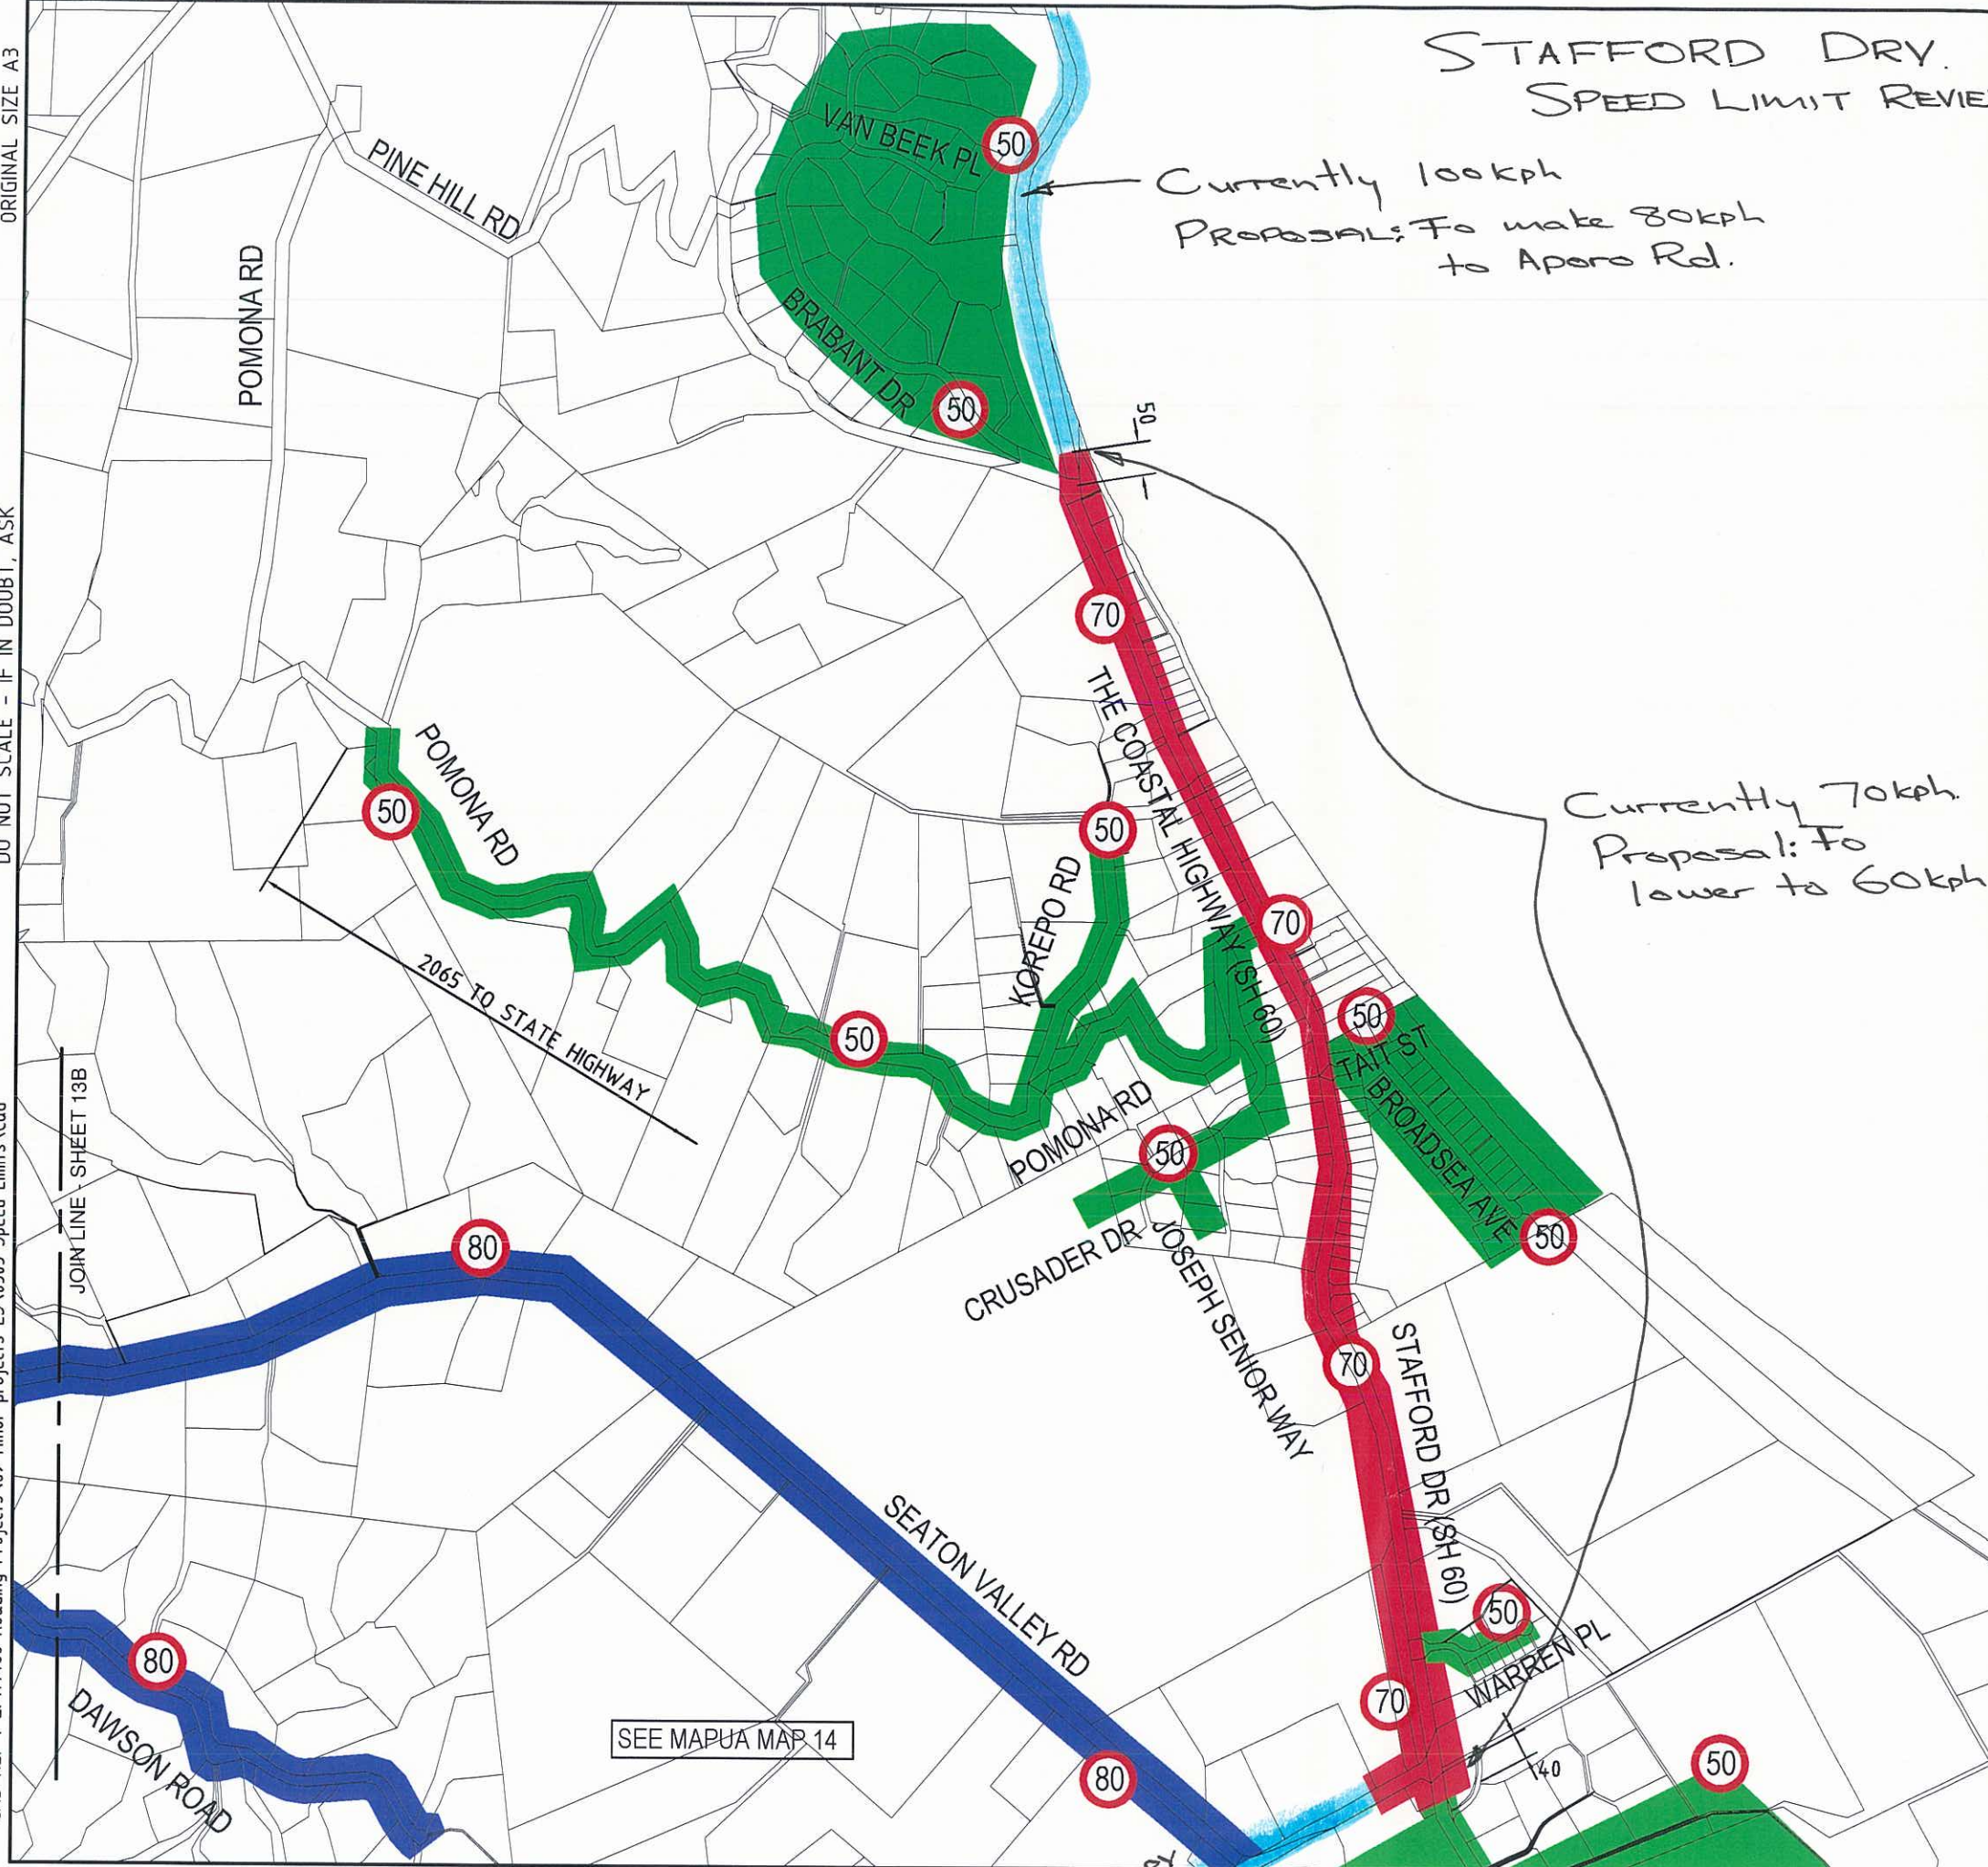 STAFFORD DRV.
SPEED LIMIT REVIE
Currently 100kph
PROPOSAL: To make 80kph
to Aporo Rd.
VAN BEEK PL
50
PINE HILL RD
POMONA RD
BRABANT DR
50
50
70
THE COASTAL HIGHWAY (SH 60)
Currently 70kph.
Proposal: To
lower to 60kph
POMONA RD
50
50
KOREPO RD
70
2065 TO STATE HIGHWAY
50
50
TAIT ST
BROADSEA AVE
50
POMONA RD
50
CRUSADER DR
JOSEPH SENIOR WAY
80
70
STAFFORD DR (SH 60)
SEATON VALLEY RD
50
WARREN PL
80
DAWSON ROAD
70
SEE MAPUA MAP 14
80
40
50
JOIN LINE - SHEET 13B
ORIGINAL SIZE A3
DO NOT SCALE - IF IN DOUBT, ASK